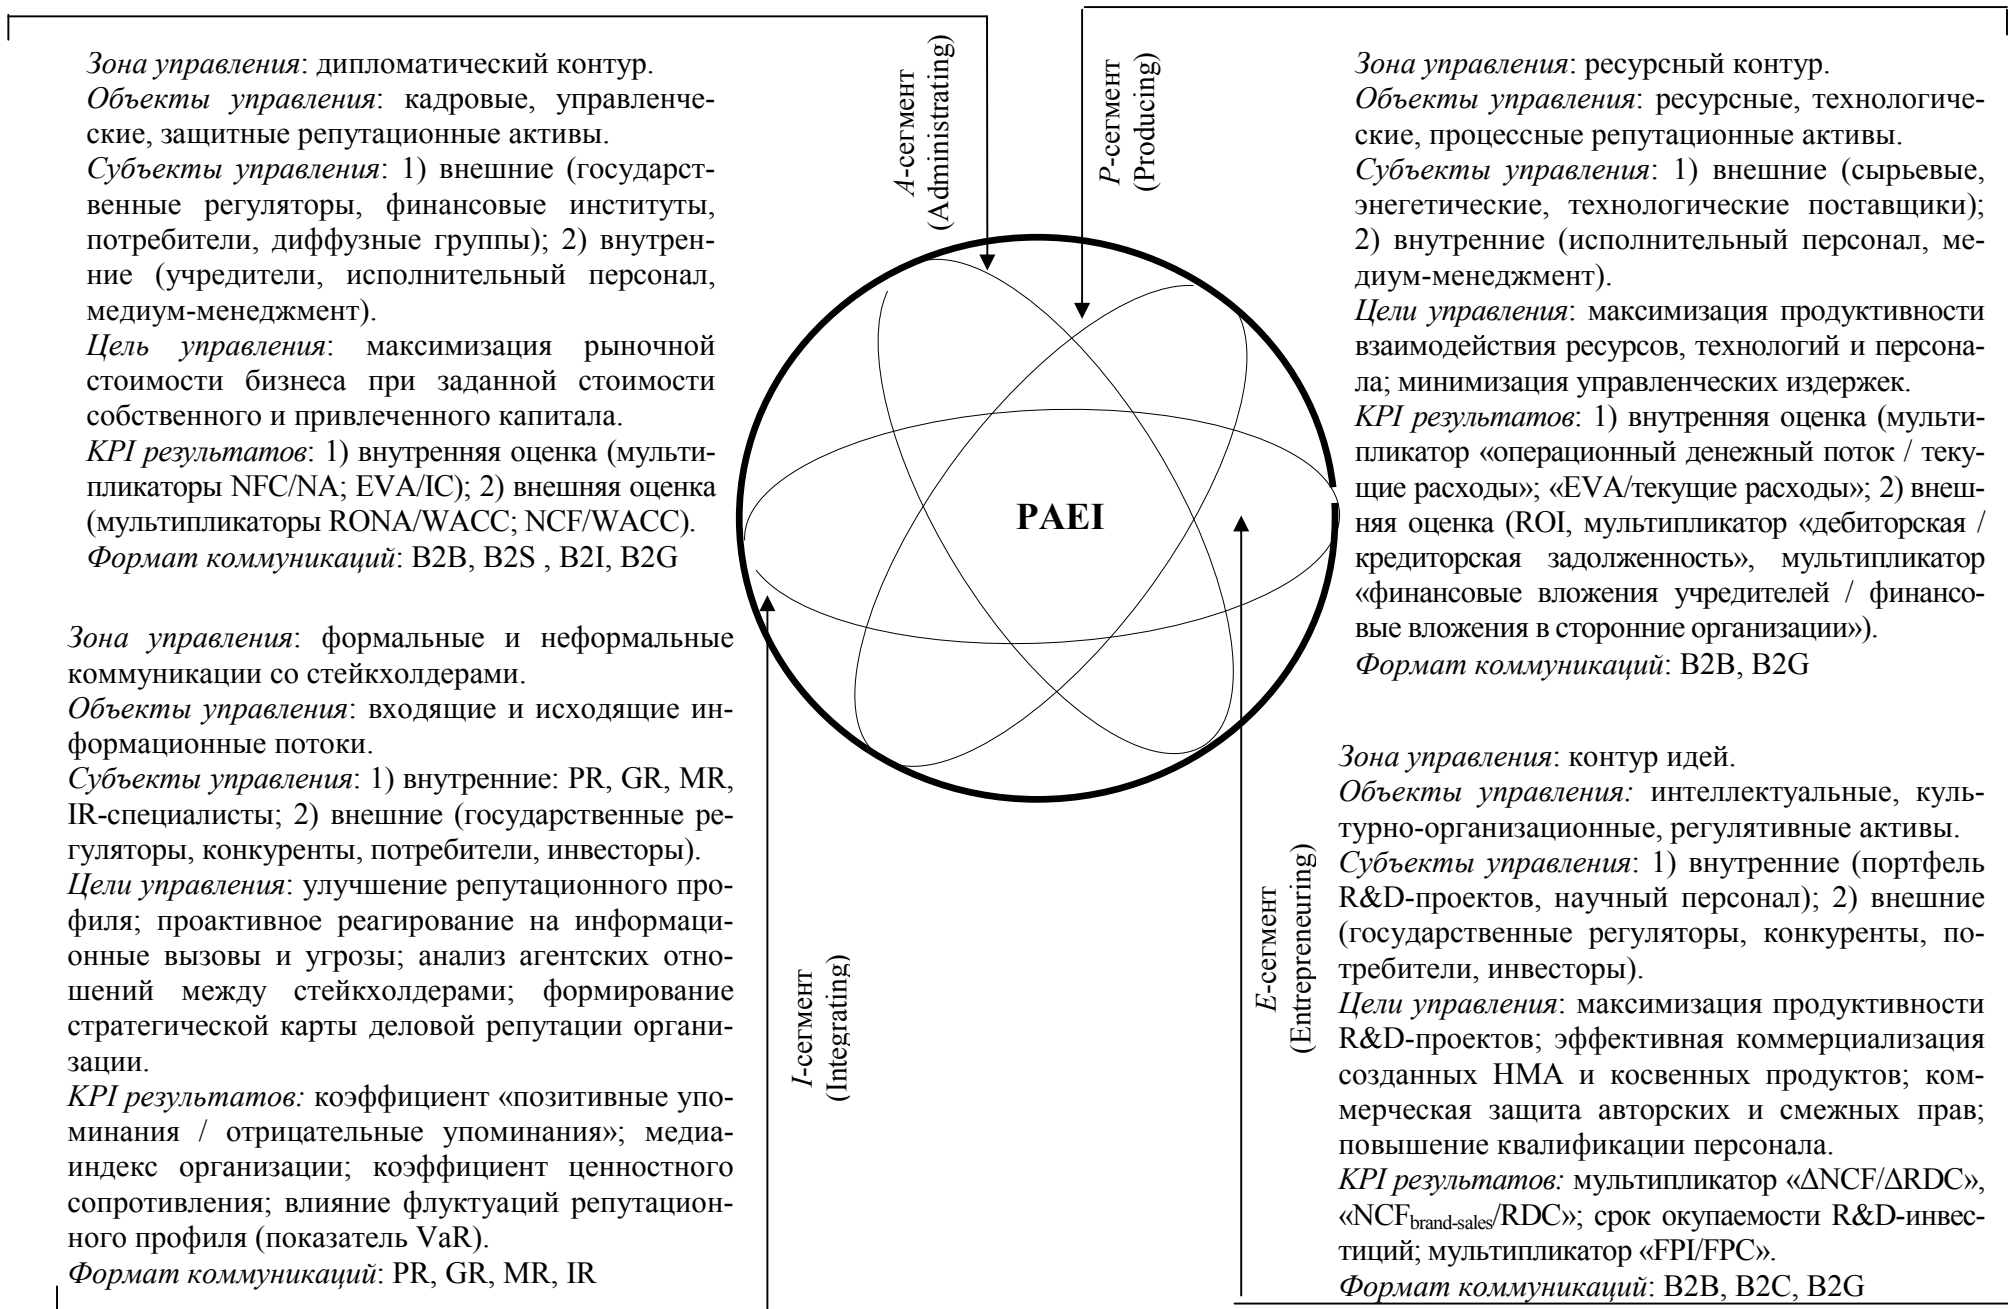 Зона управления: дипломатический контур.
Объекты управления: кадровые, управленче-
ские, защитные репутационные активы.
Субъекты управления: 1) внешние (государст-
венные регуляторы, финансовые институты,
потребители, диффузные группы); 2) внутрен-
ние (учредители, исполнительный персонал,
медиум-менеджмент).
Цель управления: максимизация рыночной
стоимости бизнеса при заданной стоимости
собственного и привлеченного капитала.
KPI результатов: 1) внутренняя оценка (мульти-
пликаторы NFC/NA; EVA/IC); 2) внешняя оценка
(мультипликаторы RONA/WACC; NCF/WACC).
Формат коммуникаций: B2B, B2S , B2I, B2G
Зона управления: формальные и неформальные
коммуникации со стейкхолдерами.
Объекты управления: входящие и исходящие ин-
формационные потоки.
Субъекты управления: 1) внутренние: PR, GR, MR,
IR-специалисты; 2) внешние (государственные ре-
гуляторы, конкуренты, потребители, инвесторы).
Цели управления: улучшение репутационного про-
филя; проактивное реагирование на информаци-
онные вызовы и угрозы; анализ агентских отно-
шений между стейкхолдерами; формирование
стратегической карты деловой репутации органи-
зации.
KPI результатов: коэффициент «позитивные упо-
минания / отрицательные упоминания»; медиа-
индекс организации; коэффициент ценностного
сопротивления; влияние флуктуаций репутацион-
ного профиля (показатель VaR).
Формат коммуникаций: PR, GR, MR, IR
A-сегмент
(Administrating)
P-сегмент
(Producing)
PAEI
I-сегмент
(Integrating)
E-сегмент
(Entrepreneuring)
Зона управления: ресурсный контур.
Объекты управления: ресурсные, технологиче-
ские, процессные репутационные активы.
Субъекты управления: 1) внешние (сырьевые,
энегетические, технологические поставщики);
2) внутренние (исполнительный персонал, ме-
диум-менеджмент).
Цели управления: максимизация продуктивности
взаимодействия ресурсов, технологий и персона-
ла; минимизация управленческих издержек.
KPI результатов: 1) внутренняя оценка (мульти-
пликатор «операционный денежный поток / теку-
щие расходы»; «EVA/текущие расходы»; 2) внеш-
няя оценка (ROI, мультипликатор «дебиторская /
кредиторская задолженность», мультипликатор
«финансовые вложения учредителей / финансо-
вые вложения в сторонние организации»).
Формат коммуникаций: B2B, B2G
Зона управления: контур идей.
Объекты управления: интеллектуальные, куль-
турно-организационные, регулятивные активы.
Субъекты управления: 1) внутренние (портфель
R&D-проектов, научный персонал); 2) внешние
(государственные регуляторы, конкуренты, по-
требители, инвесторы).
Цели управления: максимизация продуктивности
R&D-проектов; эффективная коммерциализация
созданных НМА и косвенных продуктов; ком-
мерческая защита авторских и смежных прав;
повышение квалификации персонала.
KPI результатов: мультипликатор «ΔNCF/ΔRDC»,
«NCFbrand-sales/RDC»; срок окупаемости R&D-инвес-
тиций; мультипликатор «FPI/FPC».
Формат коммуникаций: B2B, B2C, B2G